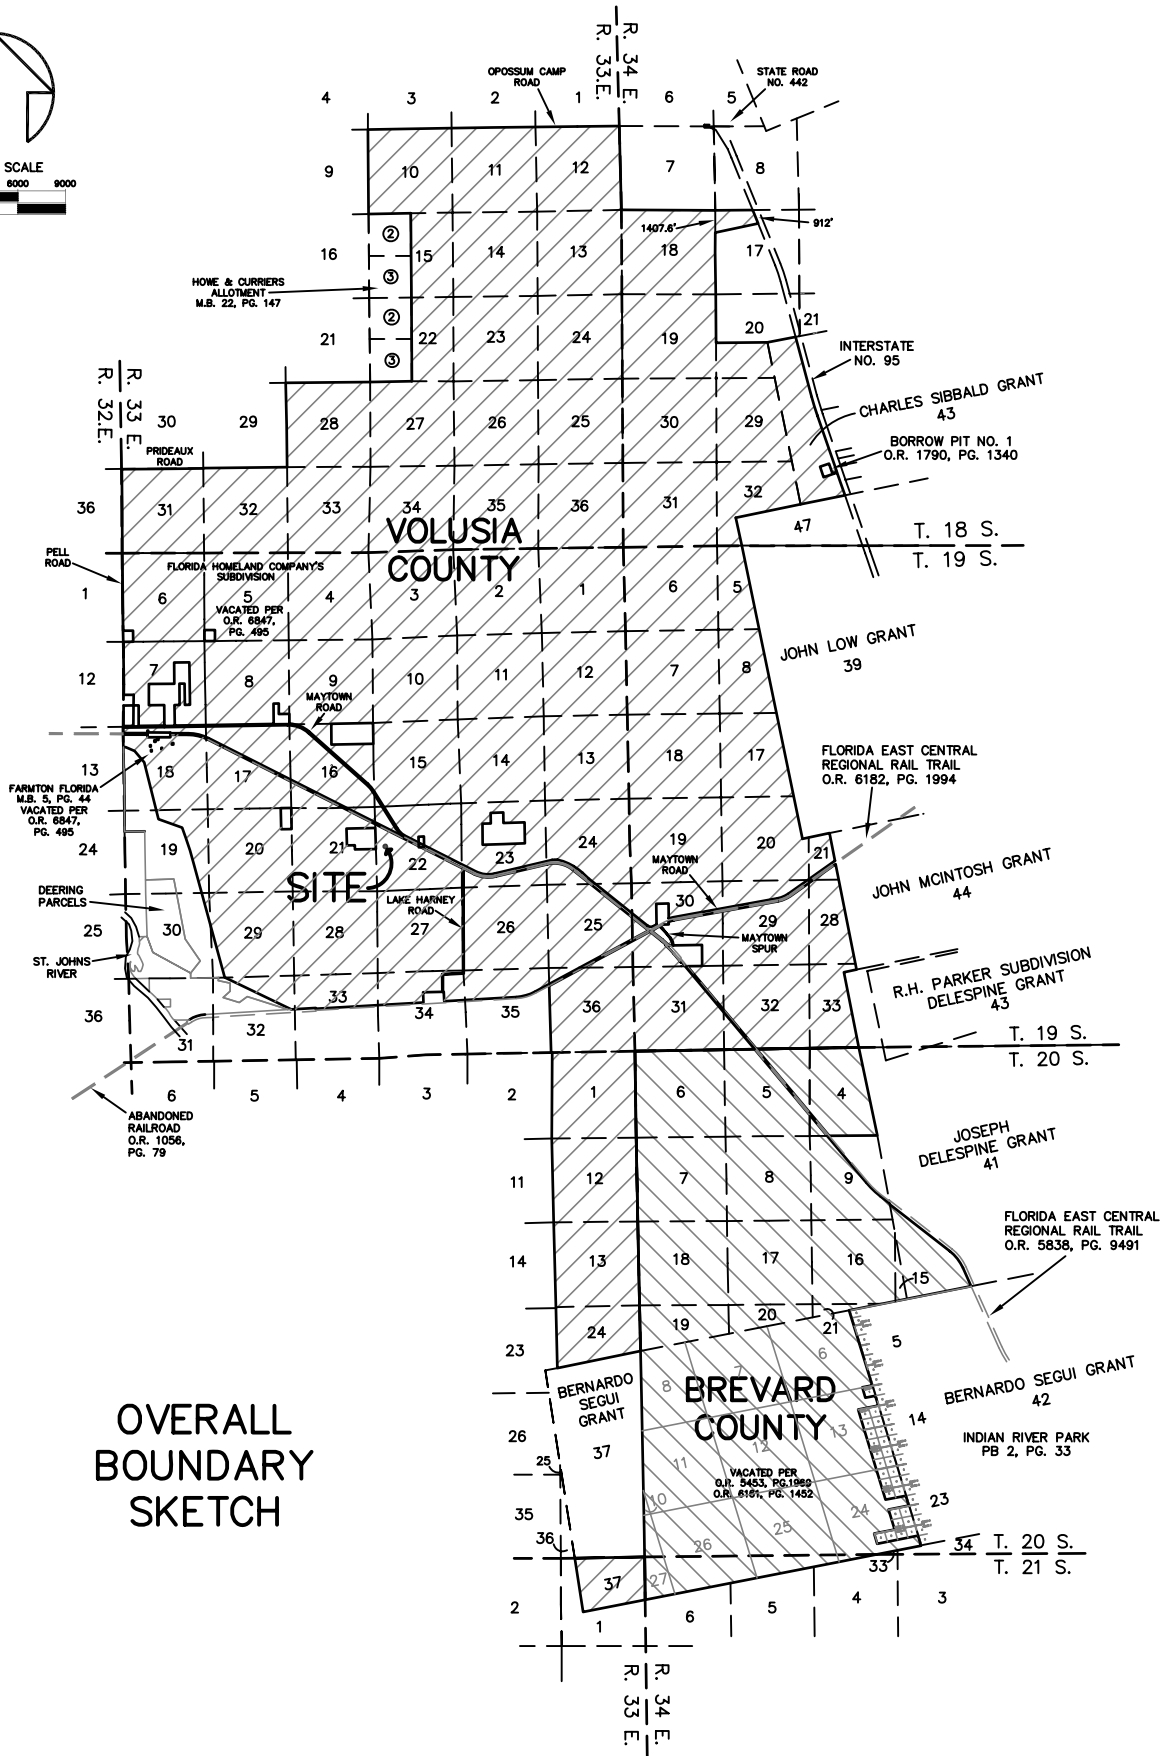 SCALE
6000 9000
R. 33.E. R. 34 E.
OPOSSUM CAMP
ROAD
STATE ROAD
NO. 442
4 3 2 1 6 5
9 10 11 12 7 8
1407.6' 912'
16 ② 15 14 13 18 17
③
HOWE & CURRIERS
ALLOTMENT
M.B. 22, PG. 147
②
21 22 23 24 19 20 21
③
INTERSTATE
NO. 95
R. 32.E. R. 33 E.
CHARLES SIBBALD GRANT
43
30 29 28 27 26 25 30 29
PRIDEAUX
ROAD
BORROW PIT NO. 1
O.R. 1790, PG. 1340
36 31 32 33 34 35 36 31 32
47
VOLUSIA
COUNTY
T. 18 S.
T. 19 S.
PELL
ROAD
FLORIDA HOMELAND COMPANY'S
SUBDIVISION
1 6 5 4 3 2 1 6 5
VACATED PER
O.R. 6847,
PG. 495
JOHN LOW GRANT
39
12 7 8 9 10 11 12 7 8
MAYTOWN
ROAD
FLORIDA EAST CENTRAL
REGIONAL RAIL TRAIL
O.R. 6182, PG. 1994
13 18 17 16 15 14 13 18 17
FARMTON FLORIDA
M.B. 5, PG. 44
VACATED PER
O.R. 6847,
PG. 495
24 19 20 21 22 23 24 19 20 21
MAYTOWN
ROAD
JOHN MCINTOSH GRANT
44
SITE
DEERING
PARCELS
LAKE HARNEY
ROAD
25 30 29 28 27 26 25 30 29 28
MAYTOWN
SPUR
ST. JOHNS
RIVER
R.H. PARKER SUBDIVISION
DELESPINE GRANT
43
36 31 32 33 34 35 36 31 32 33
T. 19 S.
T. 20 S.
6 5 4 3 2 1 6 5 4
ABANDONED
RAILROAD
O.R. 1056,
PG. 79
JOSEPH
DELESPINE GRANT
41
11 12 7 8 9
FLORIDA EAST CENTRAL
REGIONAL RAIL TRAIL
O.R. 5838, PG. 9491
14 13 18 17 16 15
23 24 19 20 21 5
BERNARDO
SEGUI
GRANT
37
8 7 6
BREVARD
COUNTY
BERNARDO SEGUI GRANT
42
OVERALL
BOUNDARY
SKETCH
26 11 12 13 14
INDIAN RIVER PARK
PB 2, PG. 33
25
VACATED PER
O.R. 5453, PG.1969
O.R. 6161, PG. 1452
35 10 25 24 23
36 26 33 34
T. 20 S.
T. 21 S.
37 27
2 1 6 5 4 3
R. 33 E. R. 34 E.